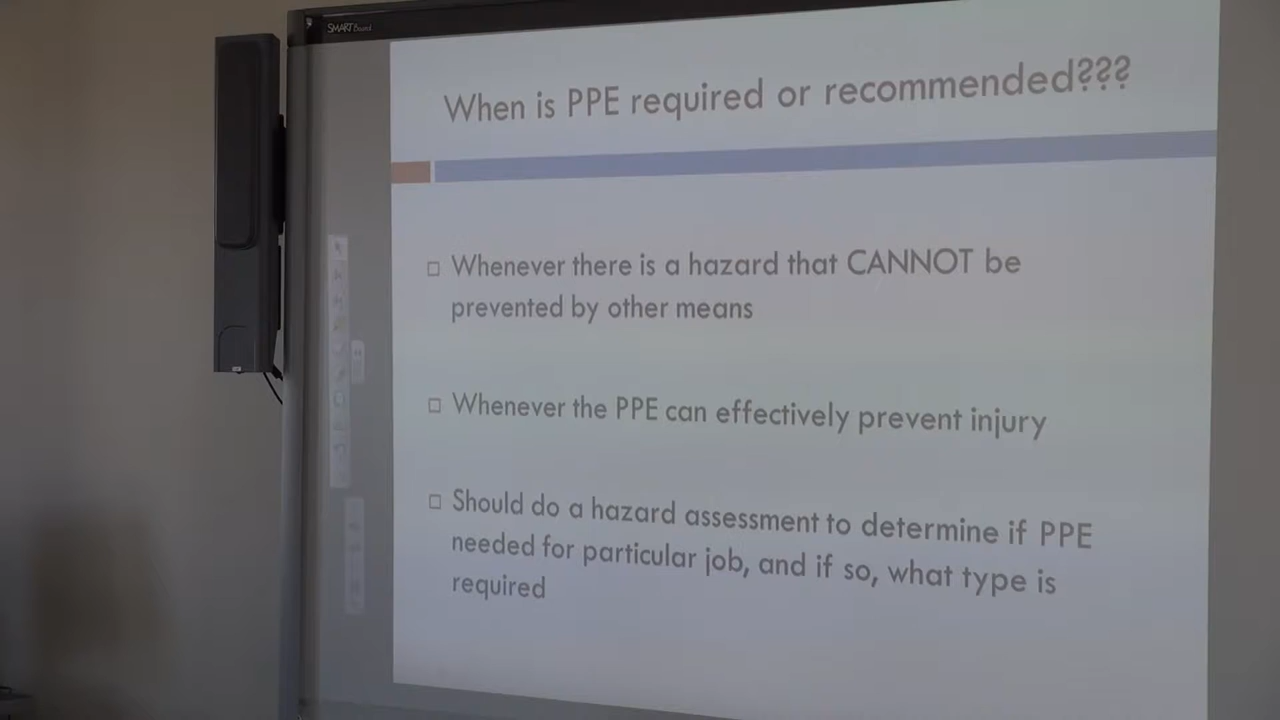 SMART Board
When is PPE required or recommended???
Whenever there is a hazard that CANNOT be
prevented by other means
Whenever the PPE can effectively prevent injury
Should do a hazard assessment to determine if PPE
needed for particular job, and if so, what type is
required